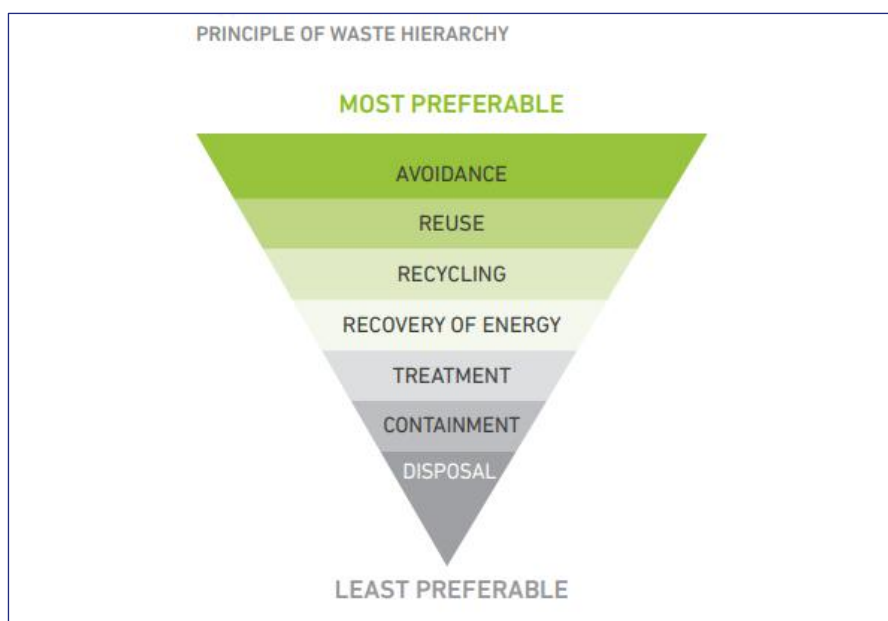 PRINCIPLE OF WASTE HIERARCHY
MOST PREFERABLE
AVOIDANCE
REUSE
RECYCLING
RECOVERY OF ENERGY
TREATMENT
CONTAINMENT
DISPOSAL
LEAST PREFERABLE